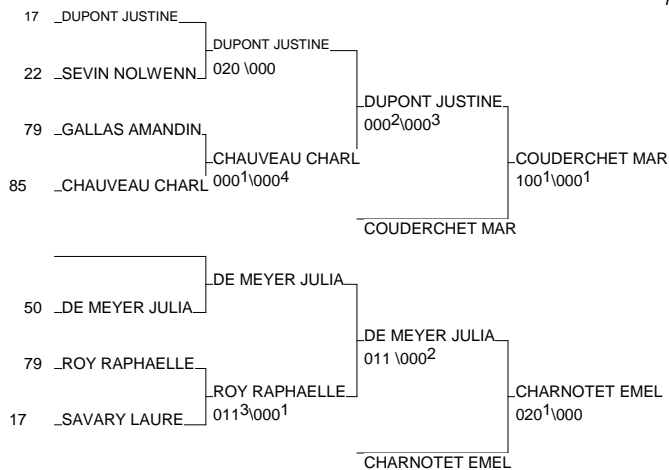 17 DUPONT JUSTINE
DUPONT JUSTINE
22 SEVIN NOLWENN
020 \000
DUPONT JUSTINE
000²\000³
79 GALLAS AMANDIN
CHAUVEAU CHARL
000¹\000⁴
85 CHAUVEAU CHARL
COUDERCHET MAR
100¹\000¹
COUDERCHET MAR
DE MEYER JULIA
50 DE MEYER JULIA
DE MEYER JULIA
011 \000²
79 ROY RAPHAELLE
ROY RAPHAELLE
011³\000¹
17 SAVARY LAURE
CHARNOTET EMEL
020¹\000
CHARNOTET EMEL